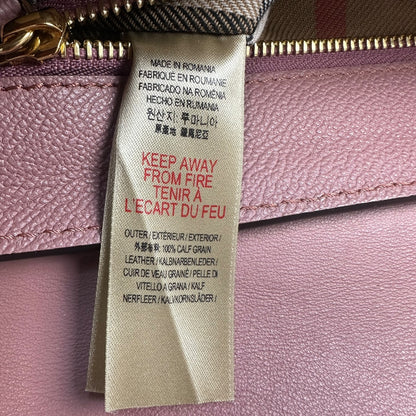 MADE IN ROMANIA
FABRIQUÉ EN ROUMANIE
FABRICADO NA ROMÉNIA
HECHO EN RUMANIA
원산지: 루마니아
原産地 羅馬尼亞
KEEP AWAY
FROM FIRE
TENIR À
L'ECART DU FEU
OUTER / EXTÉRIEUR / EXTERIOR /
外部布料: 100% CALF GRAIN
LEATHER / KALBNARBENLEDER /
CUIR DE VEAU GRAINÉ / PELLE DI
VITELLO A GRANA / KALF
NERFLEER / KALVKORNSLÄDER /